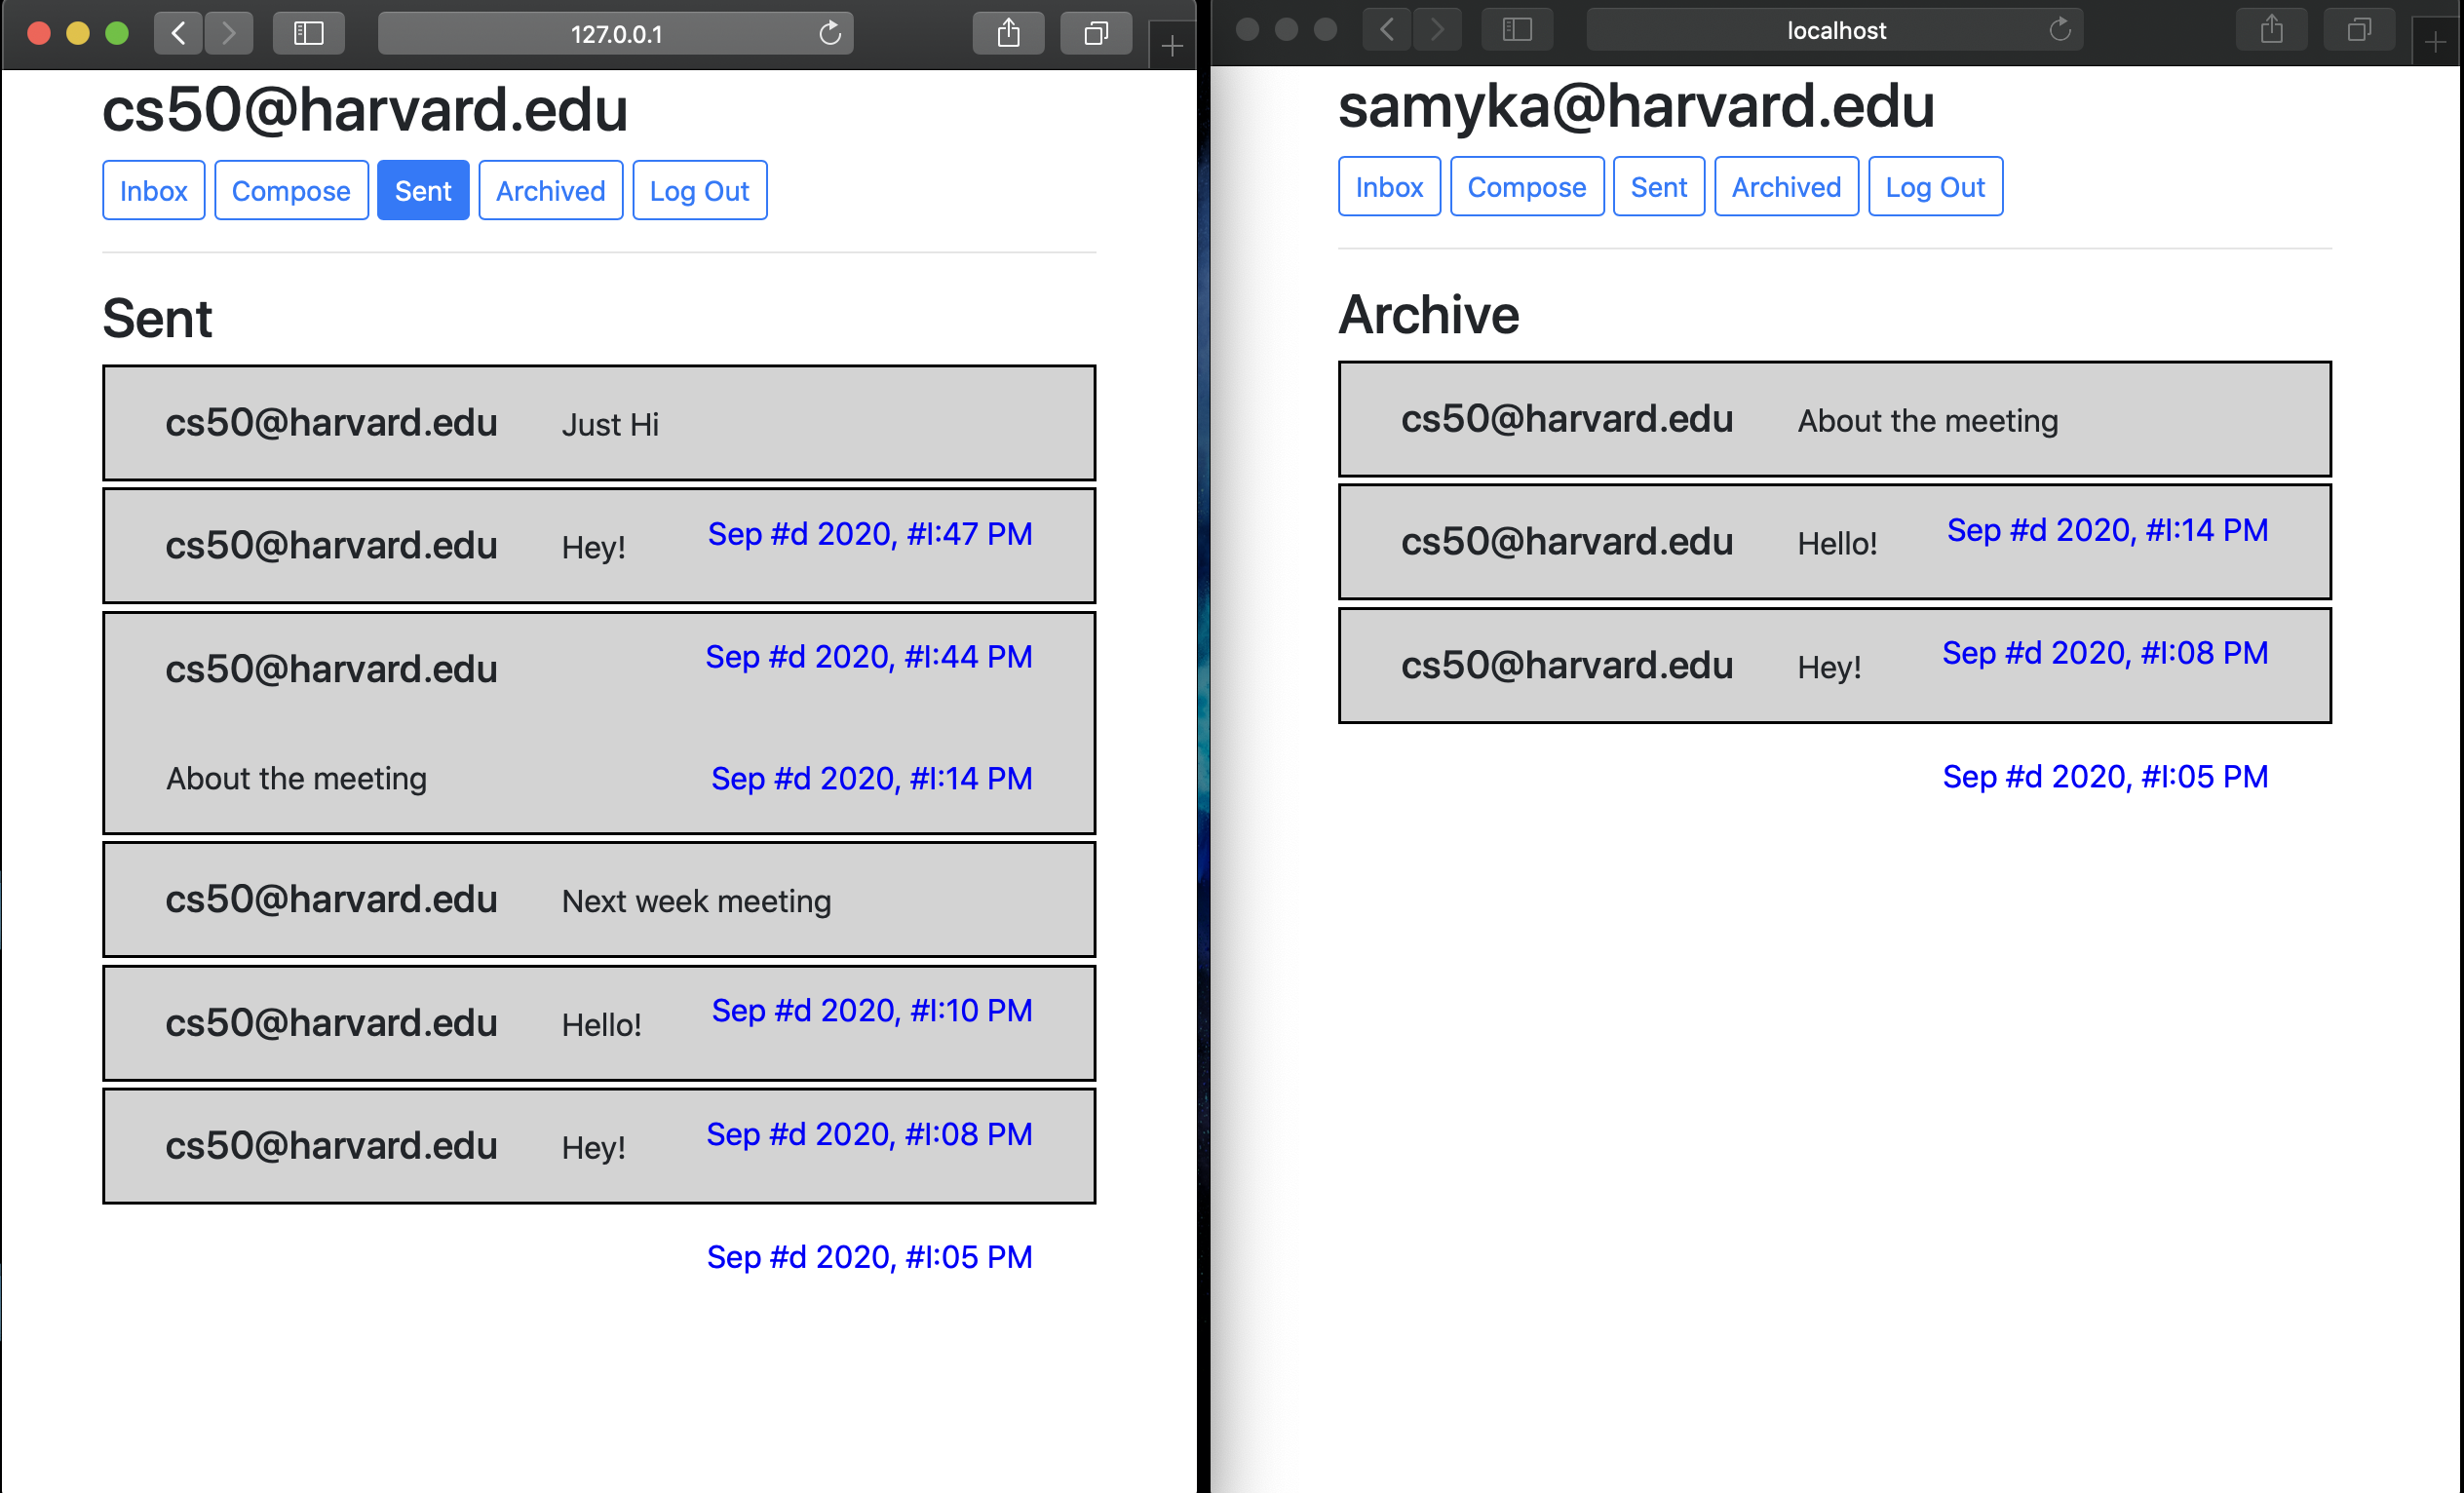 127.0.0.1
cs50@harvard.edu
Inbox Compose Sent Archived Log Out
Sent
cs50@harvard.edu Just Hi
cs50@harvard.edu Hey! Sep #d 2020, #I:47 PM
cs50@harvard.edu Sep #d 2020, #I:44 PM
About the meeting Sep #d 2020, #I:14 PM
cs50@harvard.edu Next week meeting
cs50@harvard.edu Hello! Sep #d 2020, #I:10 PM
cs50@harvard.edu Hey! Sep #d 2020, #I:08 PM
Sep #d 2020, #I:05 PM
localhost
samyka@harvard.edu
Inbox Compose Sent Archived Log Out
Archive
cs50@harvard.edu About the meeting
cs50@harvard.edu Hello! Sep #d 2020, #I:14 PM
cs50@harvard.edu Hey! Sep #d 2020, #I:08 PM
Sep #d 2020, #I:05 PM